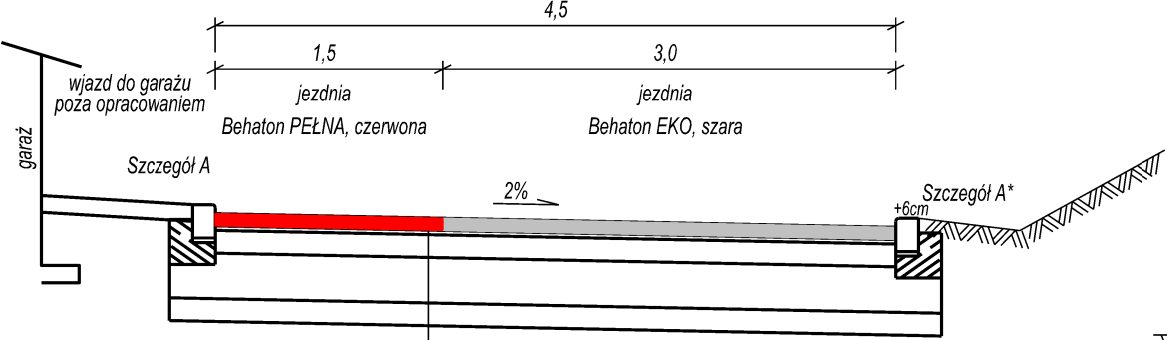 4,5
1,5
3,0
wjazd do garażu
poza opracowaniem
jezdnia
jezdnia
Behaton PEŁNA, czerwona
Behaton EKO, szara
garaż
Szczegół A
2%
Szczegół A*
+6cm